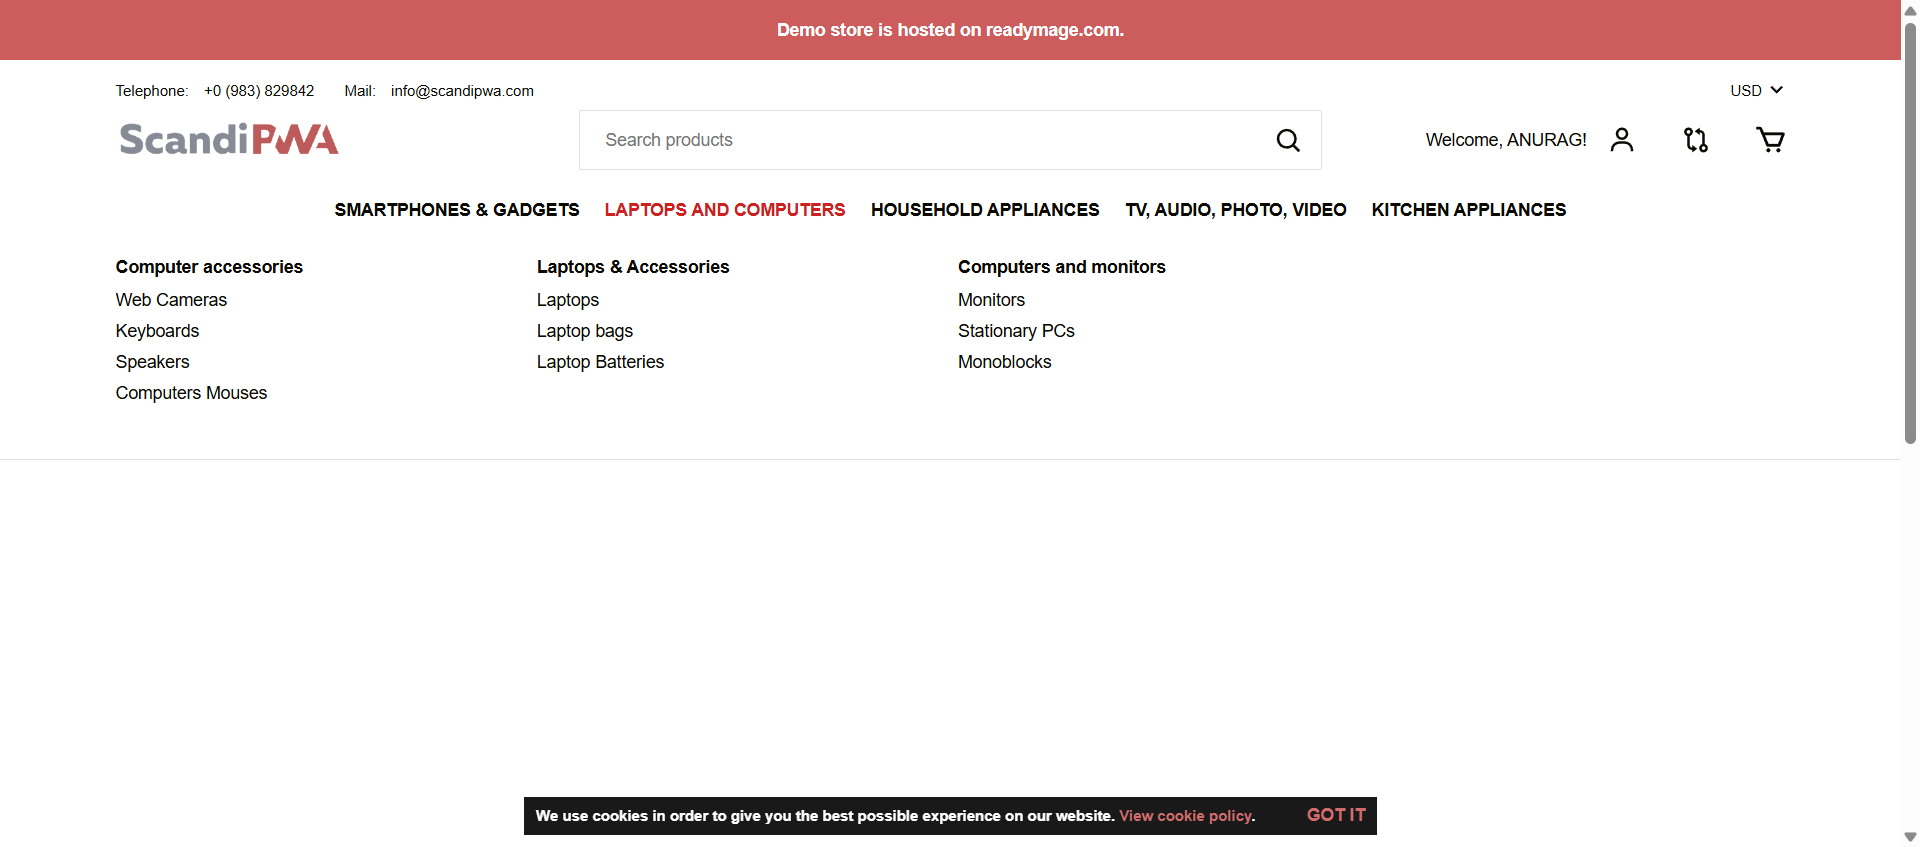 Demo store is hosted on readymage.com.
Telephone: +0 (983) 829842 Mail: info@scandipwa.com USD
ScandiPWA Search products Welcome, ANURAG!
SMARTPHONES & GADGETS LAPTOPS AND COMPUTERS HOUSEHOLD APPLIANCES TV, AUDIO, PHOTO, VIDEO KITCHEN APPLIANCES
Computer accessories
Web Cameras
Keyboards
Speakers
Computers Mouses
Laptops & Accessories
Laptops
Laptop bags
Laptop Batteries
Computers and monitors
Monitors
Stationary PCs
Monoblocks
We use cookies in order to give you the best possible experience on our website. View cookie policy. GOT IT